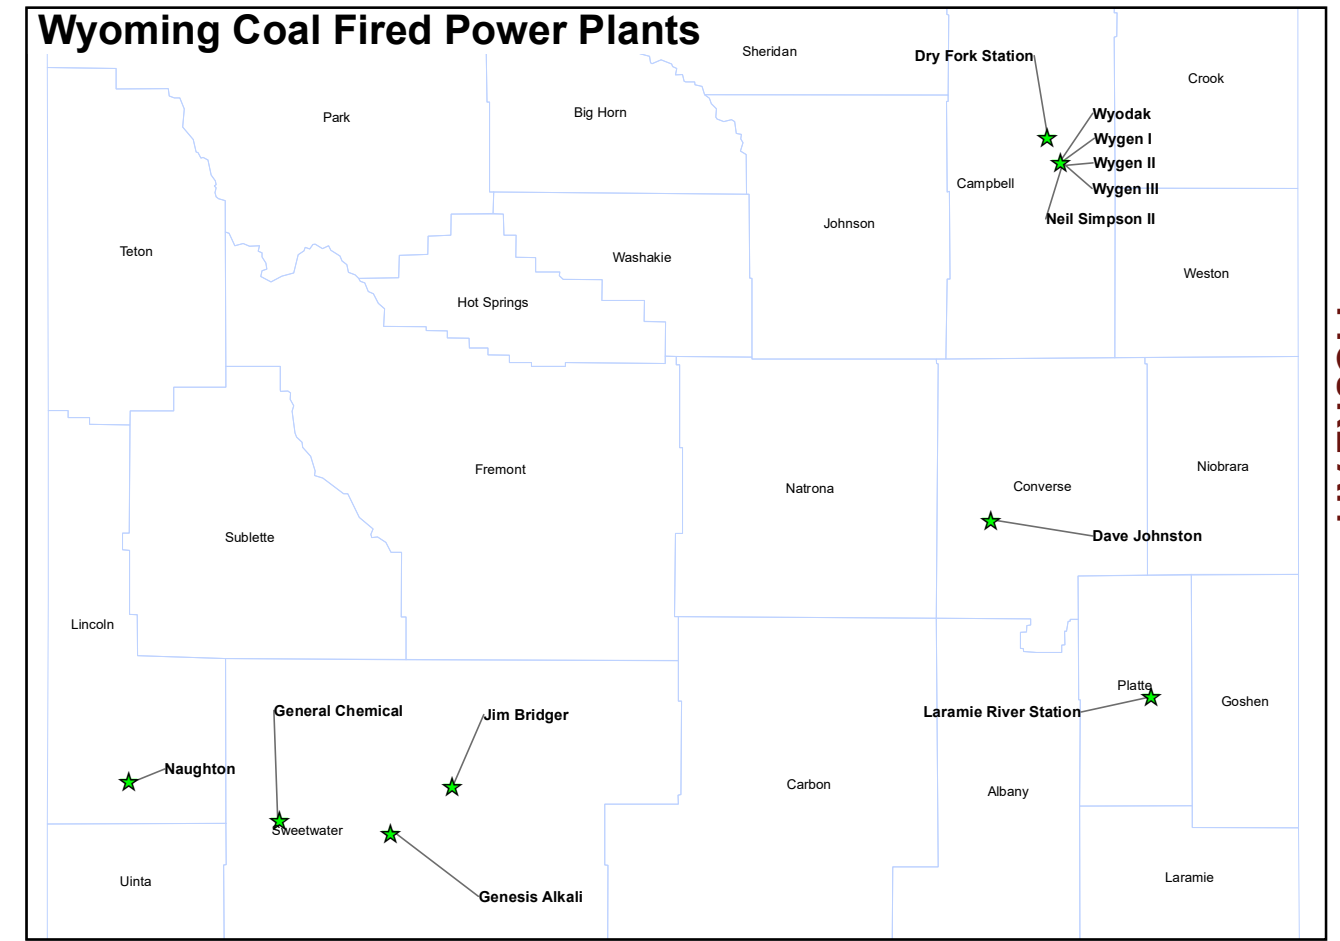 Wyoming Coal Fired Power Plants
Sheridan
Dry Fork Station
Crook
Park
Big Horn
Wyodak
Wygen I
Wygen II
Campbell
Wygen III
Neil Simpson II
Johnson
Teton
Washakie
Weston
Hot Springs
Fremont
Niobrara
Natrona
Converse
Sublette
Dave Johnston
Lincoln
Platte
Goshen
General Chemical
Jim Bridger
Laramie River Station
Naughton
Carbon
Albany
Sweetwater
Uinta
Laramie
Genesis Alkali